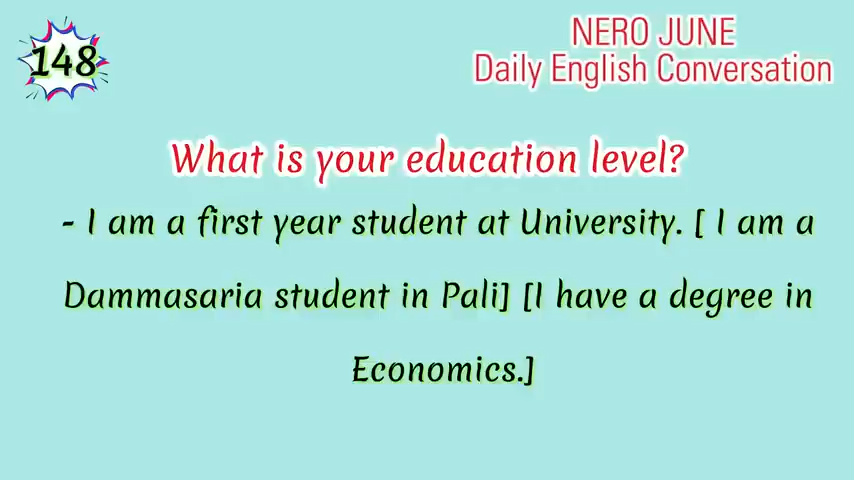 148
NERO JUNE
Daily English Conversation
What is your education level?
- I am a first year student at University. [ I am a
Dammasaria student in Pali] [I have a degree in
Economics.]